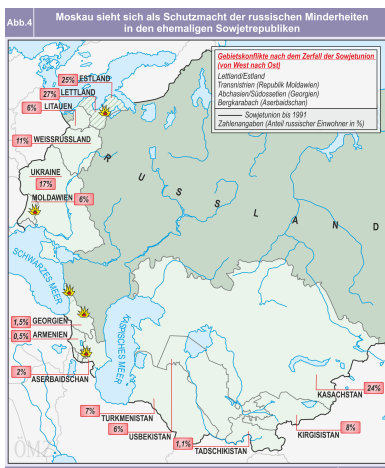 Abb.4
Moskau sieht sich als Schutzmacht der russischen Minderheiten
in den ehemaligen Sowjetrepubliken
Gebietskonflikte nach dem Zerfall der Sowjetunion
(von West nach Ost)
Lettland/Estland
Transnistrien (Republik Moldawien)
Abchasien/Südossetien (Georgien)
Bergkarabach (Aserbaidschan)
Sowjetunion bis 1991
Zahlenangaben (Anteil russischer Einwohner in %)
25% ESTLAND
27% LETTLAND
6% LITAUEN
11% WEISSRUSSLAND
UKRAINE
17%
MOLDAWIEN 6%
RUSSLAND
SCHWARZES MEER
KASPISCHES MEER
1,5% GEORGIEN
0,5% ARMENIEN
2%
ASERBAIDSCHAN
7%
TURKMENISTAN
6%
USBEKISTAN
1,1%
TADSCHIKISTAN
8%
KIRGISISTAN
24%
KASACHSTAN
ÖMZ